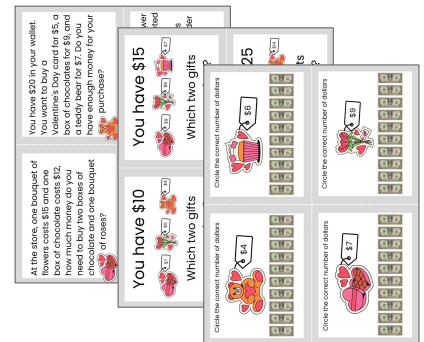 You have $20 in your wallet.
You want to buy a
Valentine's Day card for $5, a
box of chocolates for $9, and
a teddy bear for $7. Do you
have enough money for your
purchase?
At the store, one bouquet of
flowers costs $15 and one
box of chocolate costs $12,
how much money do you
need to buy two boxes of
chocolate and one bouquet
of roses?
You have $15
Which two gifts
You have $10
Which two gifts
25
Circle the correct number of dollars
$6
Circle the correct number of dollars
$9
Circle the correct number of dollars
$4
Circle the correct number of dollars
$7